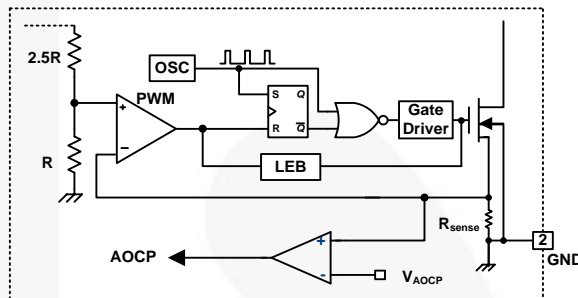 2.5R
OSC
PWM
+
−
S Q
R Q̅
Gate
Driver
R
LEB
R_sense
2
GND
AOCP
+
-
V_AOCP